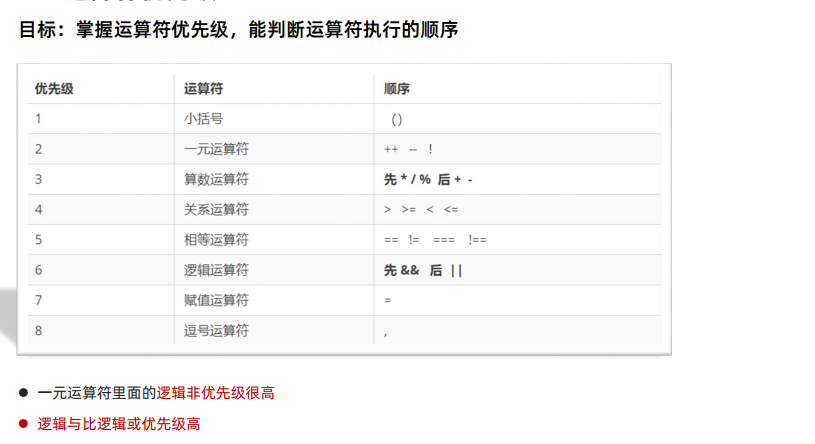 目标：掌握运算符优先级，能判断运算符执行的顺序
优先级 运算符 顺序
1 小括号 ()
2 一元运算符 ++ -- !
3 算数运算符 先 * / % 后 + -
4 关系运算符 > >= < <=
5 相等运算符 == != === !==
6 逻辑运算符 先 && 后 ||
7 赋值运算符 =
8 逗号运算符 ,
● 一元运算符里面的逻辑非优先级很高
● 逻辑与比逻辑或优先级高